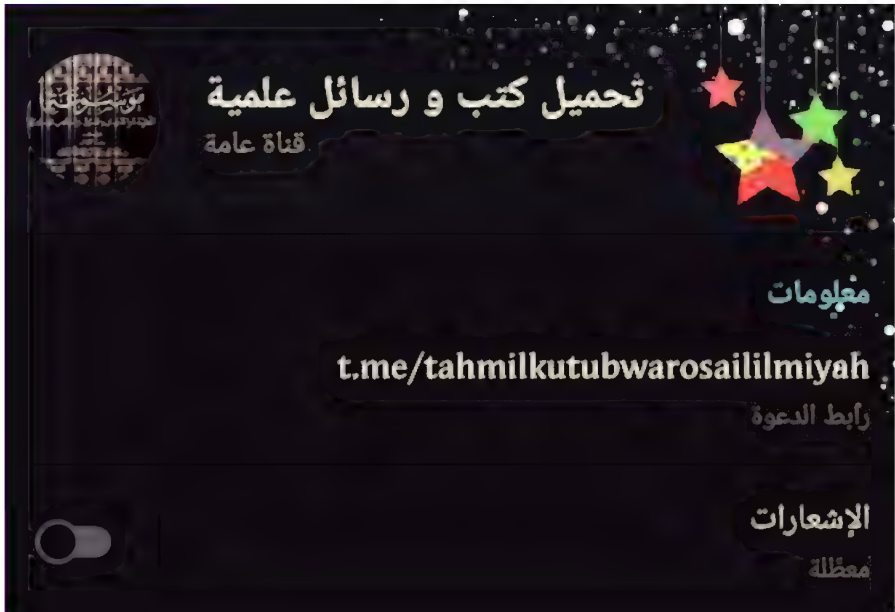 تحميل كتب و رسائل علمية
قناة عامة
معلومات
t.me/tahmilkutubwarosaililmiyah
رابط الدعوة
الإشعارات
معطلة